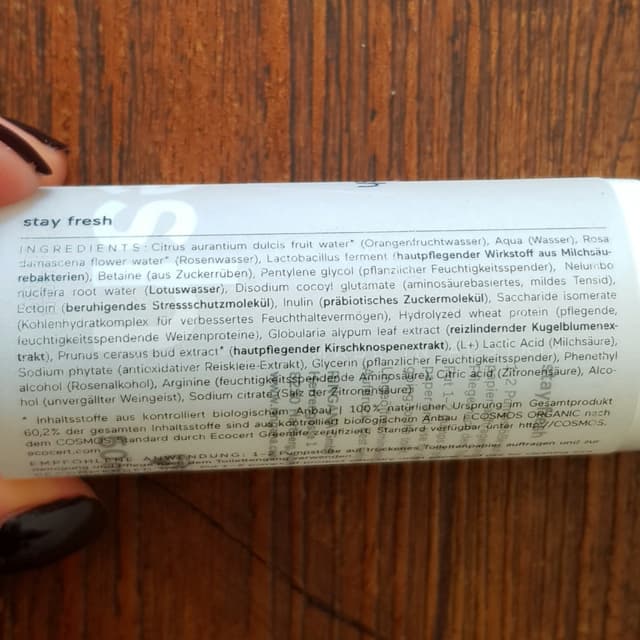 stay fresh
INGREDIENTS: Citrus aurantium dulcis fruit water* (Orangenfruchtwasser), Aqua (Wasser), Rosa
damascena flower water* (Rosenwasser), Lactobacillus ferment (hautpflegender Wirkstoff aus Milchsäu-
rebakterien), Betaine (aus Zuckerrüben), Pentylene glycol (pflanzlicher Feuchtigkeitsspender), Nelumbo
nucifera root water (Lotuswasser), Disodium cocoyl glutamate (aminosäurebasiertes, mildes Tensid),
Ectoin (beruhigendes Stressschutzmolekül), Inulin (präbiotisches Zuckermolekül), Saccharide isomerate
(Kohlenhydratkomplex für verbessertes Feuchthaltevermögen), Hydrolyzed wheat protein (pflegende,
feuchtigkeitsspendende Weizenproteine), Globularia alypum leaf extract (reizlindernder Kugelblumenex-
trakt), Prunus cerasus bud extract* (hautpflegender Kirschknospenextrakt), (L+) Lactic Acid (Milchsäure),
Sodium phytate (antioxidativer Reiskleie-Extrakt), Glycerin (pflanzlicher Feuchtigkeitsspender), Phenethyl
alcohol (Rosenalkohol), Arginine (feuchtigkeitsspendende Aminosäure), Citric acid (Zitronensäure), Alco-
hol (unvergällter Weingeist), Sodium citrate (Salz der Zitronensäure)
* Inhaltsstoffe aus kontrolliert biologischem Anbau | 100% natürlicher Ursprung im Gesamtprodukt
60,2% der gesamten Inhaltsstoffe sind aus kontrolliert biologischem Anbau | COSMOS ORGANIC nach
dem COSMOS Standard durch Ecocert Greenlife zertifiziert. Standard verfügbar unter http://COSMOS.
ecocert.com
EMPFOHLENE ANWENDUNG: 1-2 Pumpstöße auf trockenes Toilettenpapier auftragen und zur
Reinigung und Pflege dem Toilettengang verwenden